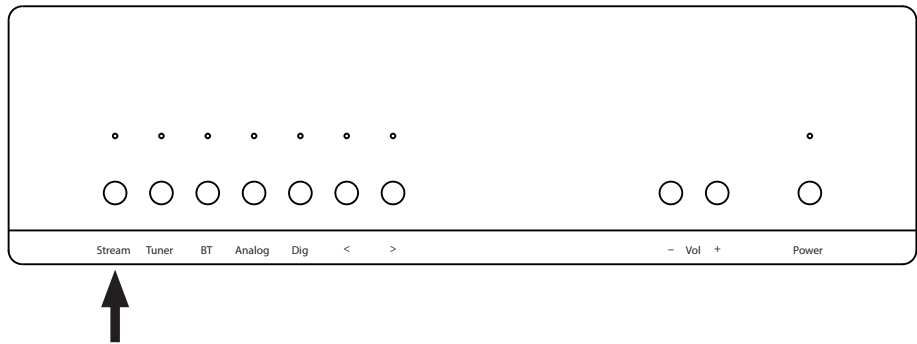 Stream Tuner BT Analog Dig < > – Vol + Power